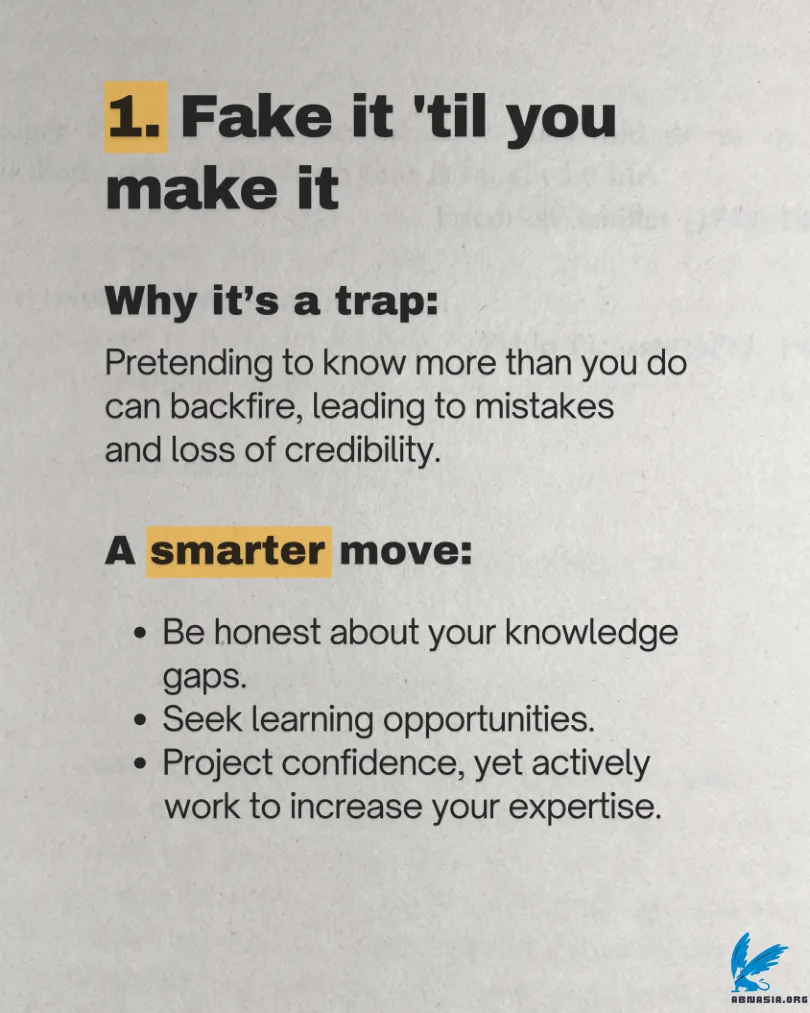 1. Fake it 'til you
make it
Why it’s a trap:
Pretending to know more than you do
can backfire, leading to mistakes
and loss of credibility.
A smarter move:
• Be honest about your knowledge
gaps.
• Seek learning opportunities.
• Project confidence, yet actively
work to increase your expertise.
ABNASIA.ORG